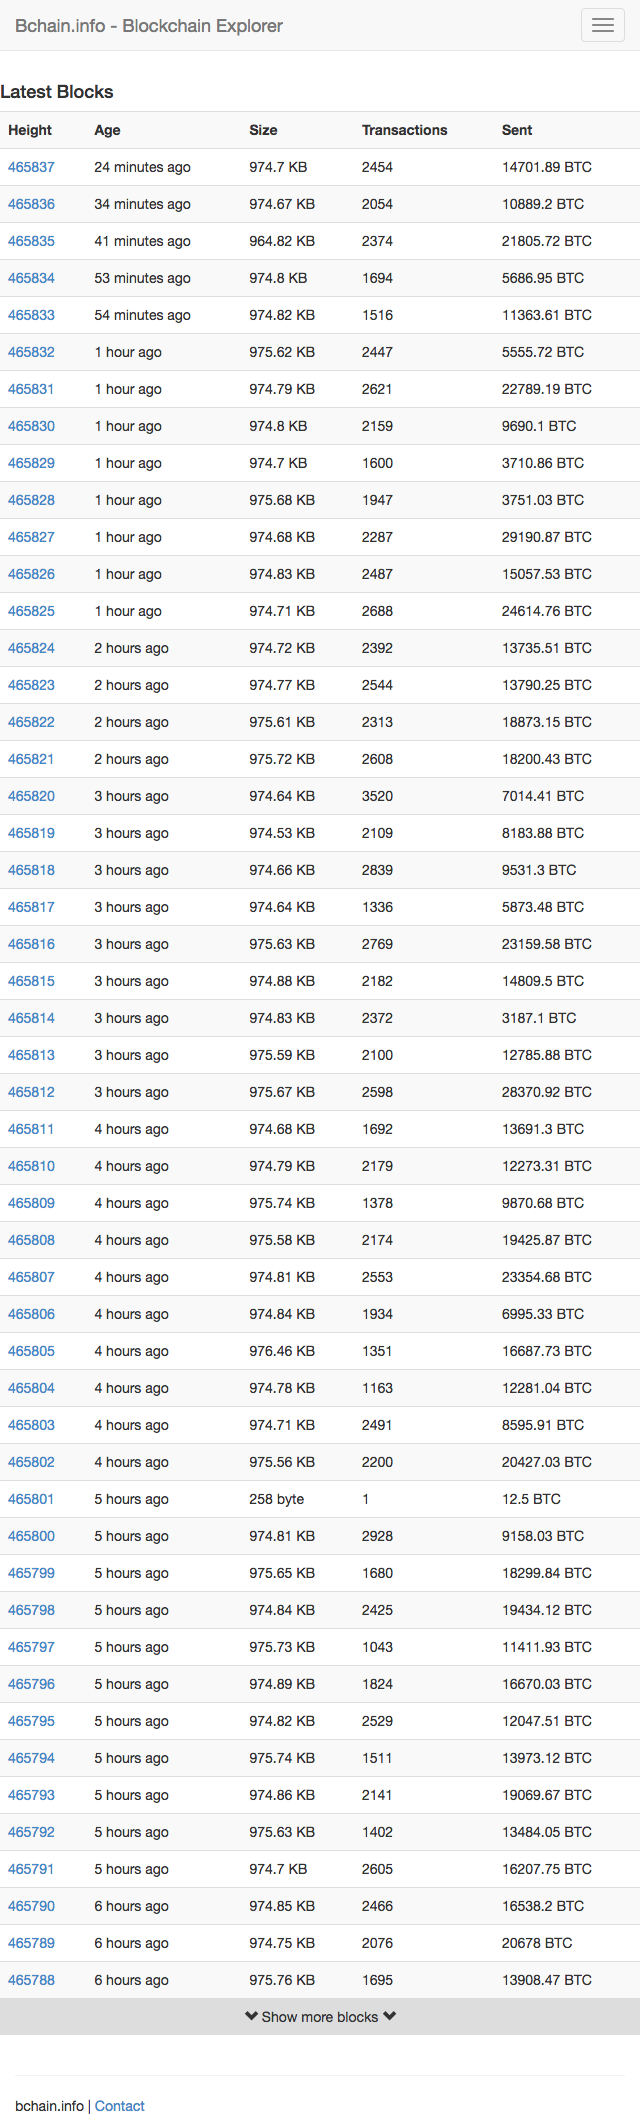 Bchain.info - Blockchain Explorer
Latest Blocks
Height Age Size Transactions Sent
465837 24 minutes ago 974.7 KB 2454 14701.89 BTC
465836 34 minutes ago 974.67 KB 2054 10889.2 BTC
465835 41 minutes ago 964.82 KB 2374 21805.72 BTC
465834 53 minutes ago 974.8 KB 1694 5686.95 BTC
465833 54 minutes ago 974.82 KB 1516 11363.61 BTC
465832 1 hour ago 975.62 KB 2447 5555.72 BTC
465831 1 hour ago 974.79 KB 2621 22789.19 BTC
465830 1 hour ago 974.8 KB 2159 9690.1 BTC
465829 1 hour ago 974.7 KB 1600 3710.86 BTC
465828 1 hour ago 975.68 KB 1947 3751.03 BTC
465827 1 hour ago 974.68 KB 2287 29190.87 BTC
465826 1 hour ago 974.83 KB 2487 15057.53 BTC
465825 1 hour ago 974.71 KB 2688 24614.76 BTC
465824 2 hours ago 974.72 KB 2392 13735.51 BTC
465823 2 hours ago 974.77 KB 2544 13790.25 BTC
465822 2 hours ago 975.61 KB 2313 18873.15 BTC
465821 2 hours ago 975.72 KB 2608 18200.43 BTC
465820 3 hours ago 974.64 KB 3520 7014.41 BTC
465819 3 hours ago 974.53 KB 2109 8183.88 BTC
465818 3 hours ago 974.66 KB 2839 9531.3 BTC
465817 3 hours ago 974.64 KB 1336 5873.48 BTC
465816 3 hours ago 975.63 KB 2769 23159.58 BTC
465815 3 hours ago 974.88 KB 2182 14809.5 BTC
465814 3 hours ago 974.83 KB 2372 3187.1 BTC
465813 3 hours ago 975.59 KB 2100 12785.88 BTC
465812 3 hours ago 975.67 KB 2598 28370.92 BTC
465811 4 hours ago 974.68 KB 1692 13691.3 BTC
465810 4 hours ago 974.79 KB 2179 12273.31 BTC
465809 4 hours ago 975.74 KB 1378 9870.68 BTC
465808 4 hours ago 975.58 KB 2174 19425.87 BTC
465807 4 hours ago 974.81 KB 2553 23354.68 BTC
465806 4 hours ago 974.84 KB 1934 6995.33 BTC
465805 4 hours ago 976.46 KB 1351 16687.73 BTC
465804 4 hours ago 974.78 KB 1163 12281.04 BTC
465803 4 hours ago 974.71 KB 2491 8595.91 BTC
465802 4 hours ago 975.56 KB 2200 20427.03 BTC
465801 5 hours ago 258 byte 1 12.5 BTC
465800 5 hours ago 974.81 KB 2928 9158.03 BTC
465799 5 hours ago 975.65 KB 1680 18299.84 BTC
465798 5 hours ago 974.84 KB 2425 19434.12 BTC
465797 5 hours ago 975.73 KB 1043 11411.93 BTC
465796 5 hours ago 974.89 KB 1824 16670.03 BTC
465795 5 hours ago 974.82 KB 2529 12047.51 BTC
465794 5 hours ago 975.74 KB 1511 13973.12 BTC
465793 5 hours ago 974.86 KB 2141 19069.67 BTC
465792 5 hours ago 975.63 KB 1402 13484.05 BTC
465791 5 hours ago 974.7 KB 2605 16207.75 BTC
465790 6 hours ago 974.85 KB 2466 16538.2 BTC
465789 6 hours ago 974.75 KB 2076 20678 BTC
465788 6 hours ago 975.76 KB 1695 13908.47 BTC
Show more blocks
bchain.info | Contact